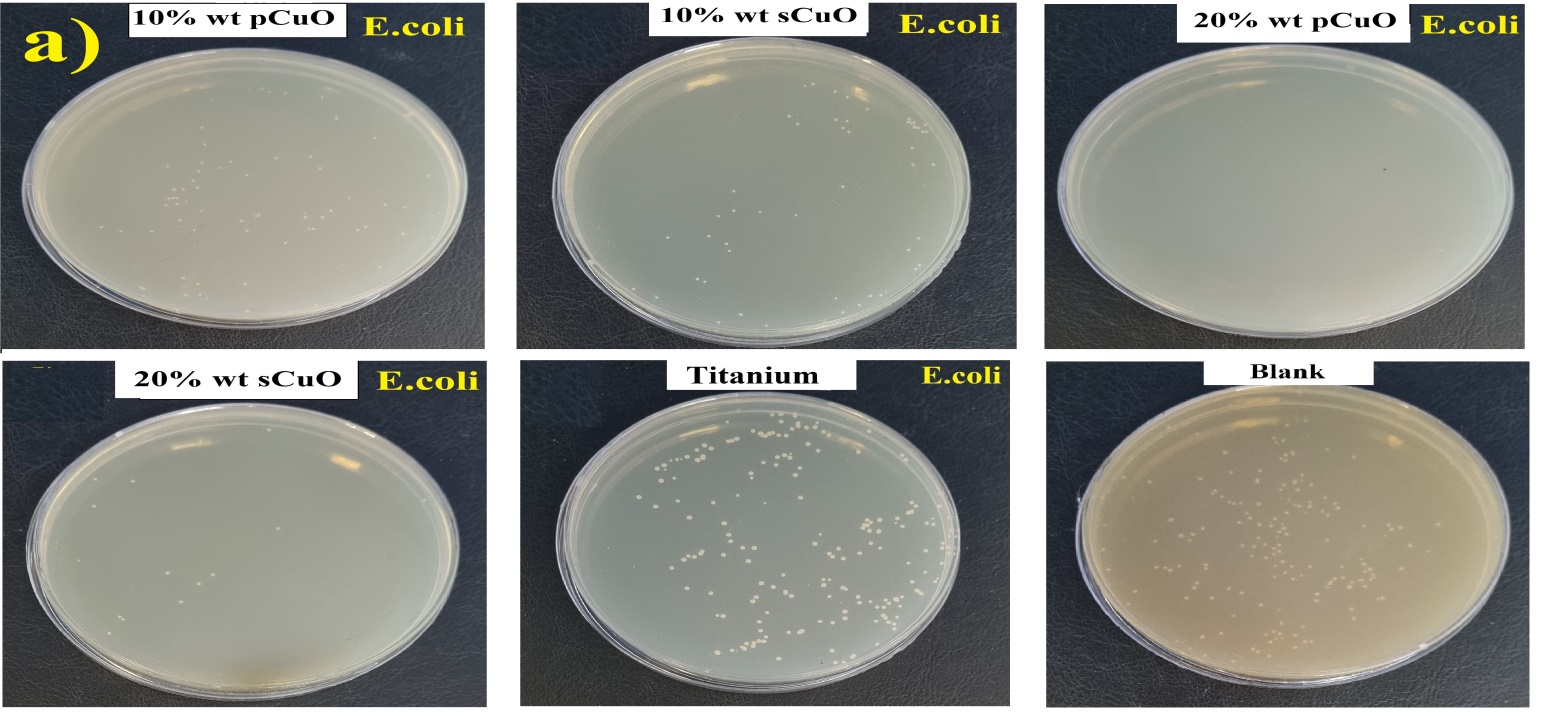 a)
10% wt pCuO
E.coli
10% wt sCuO
E.coli
20% wt pCuO
E.coli
20% wt sCuO
E.coli
Titanium
E.coli
Blank